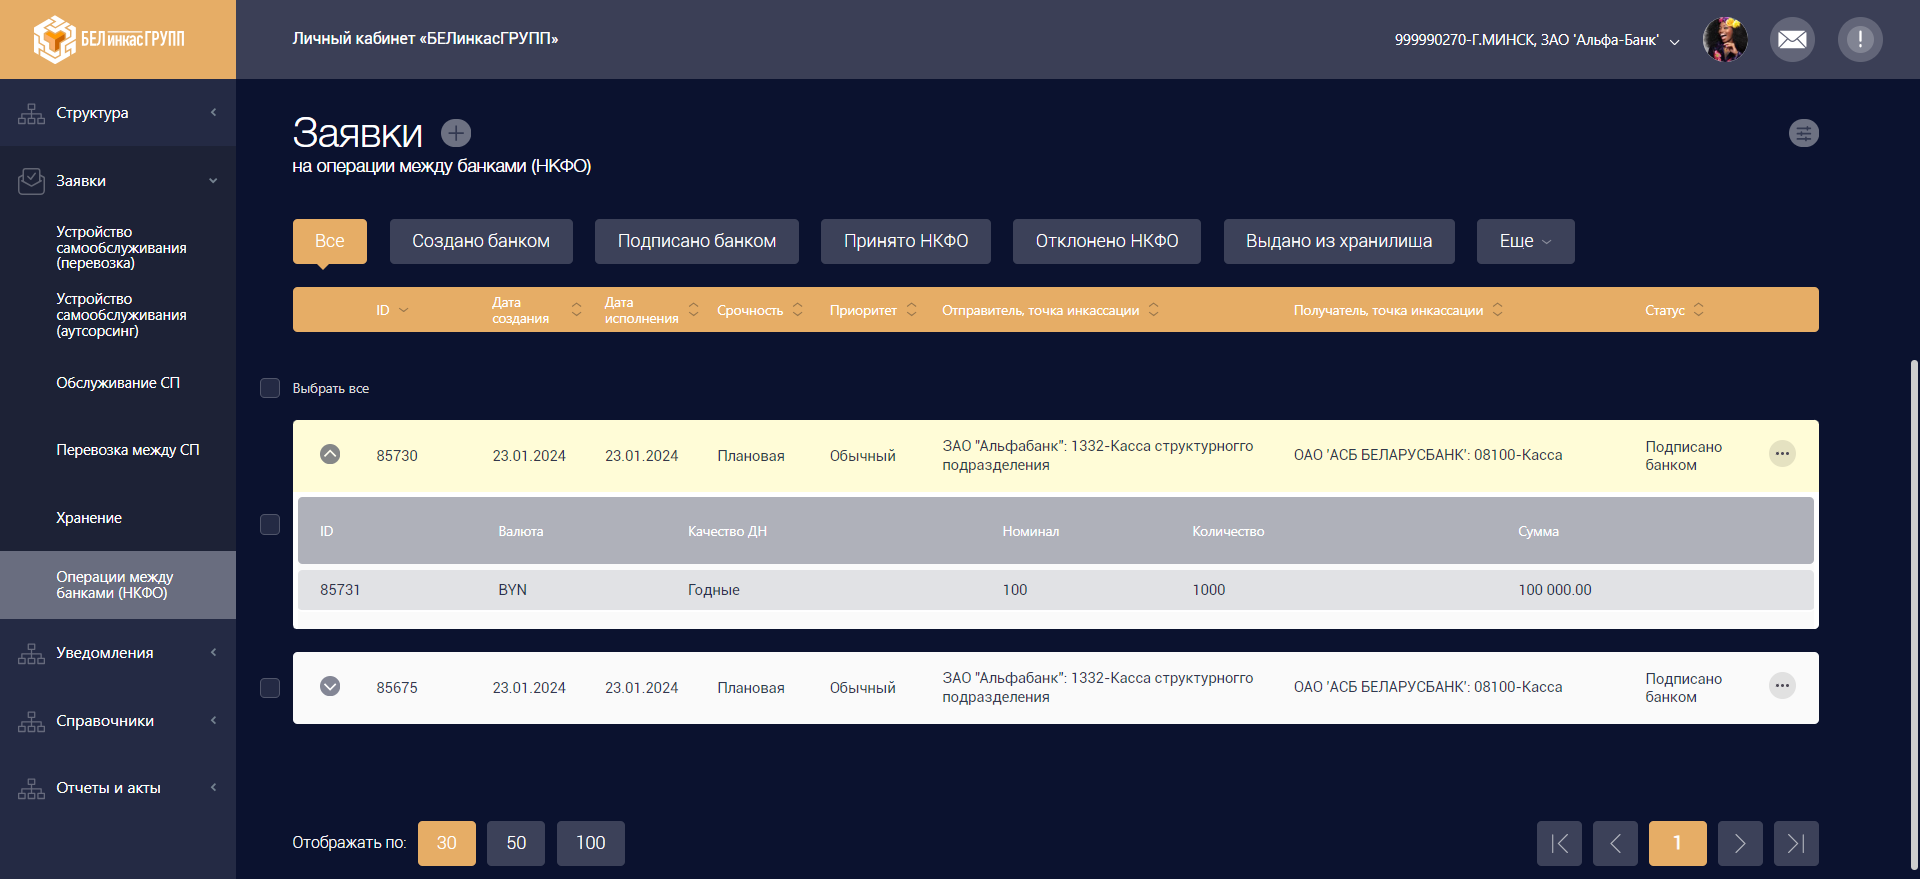 БЕЛинкасГРУПП
Личный кабинет «БЕЛинкасГРУПП»
999990270-Г.МИНСК, ЗАО 'Альфа-Банк'
Структура
Заявки
Устройство
самообслуживания
(перевозка)
Устройство
самообслуживания
(аутсорсинг)
Обслуживание СП
Перевозка между СП
Хранение
Операции между
банками (НКФО)
Уведомления
Справочники
Отчеты и акты
Заявки
на операции между банками (НКФО)
Все Создано банком Подписано банком Принято НКФО Отклонено НКФО Выдано из хранилища Еще
ID Дата создания Дата исполнения Срочность Приоритет Отправитель, точка инкассации Получатель, точка инкассации Статус
Выбрать все
85730 23.01.2024 23.01.2024 Плановая Обычный ЗАО "Альфабанк": 1332-Касса структурногго подразделения ОАО 'АСБ БЕЛАРУСБАНК': 08100-Касса Подписано банком
ID Валюта Качество ДН Номинал Количество Сумма
85731 BYN Годные 100 1000 100 000.00
85675 23.01.2024 23.01.2024 Плановая Обычный ЗАО "Альфабанк": 1332-Касса структурногго подразделения ОАО 'АСБ БЕЛАРУСБАНК': 08100-Касса Подписано банком
Отображать по: 30 50 100
1